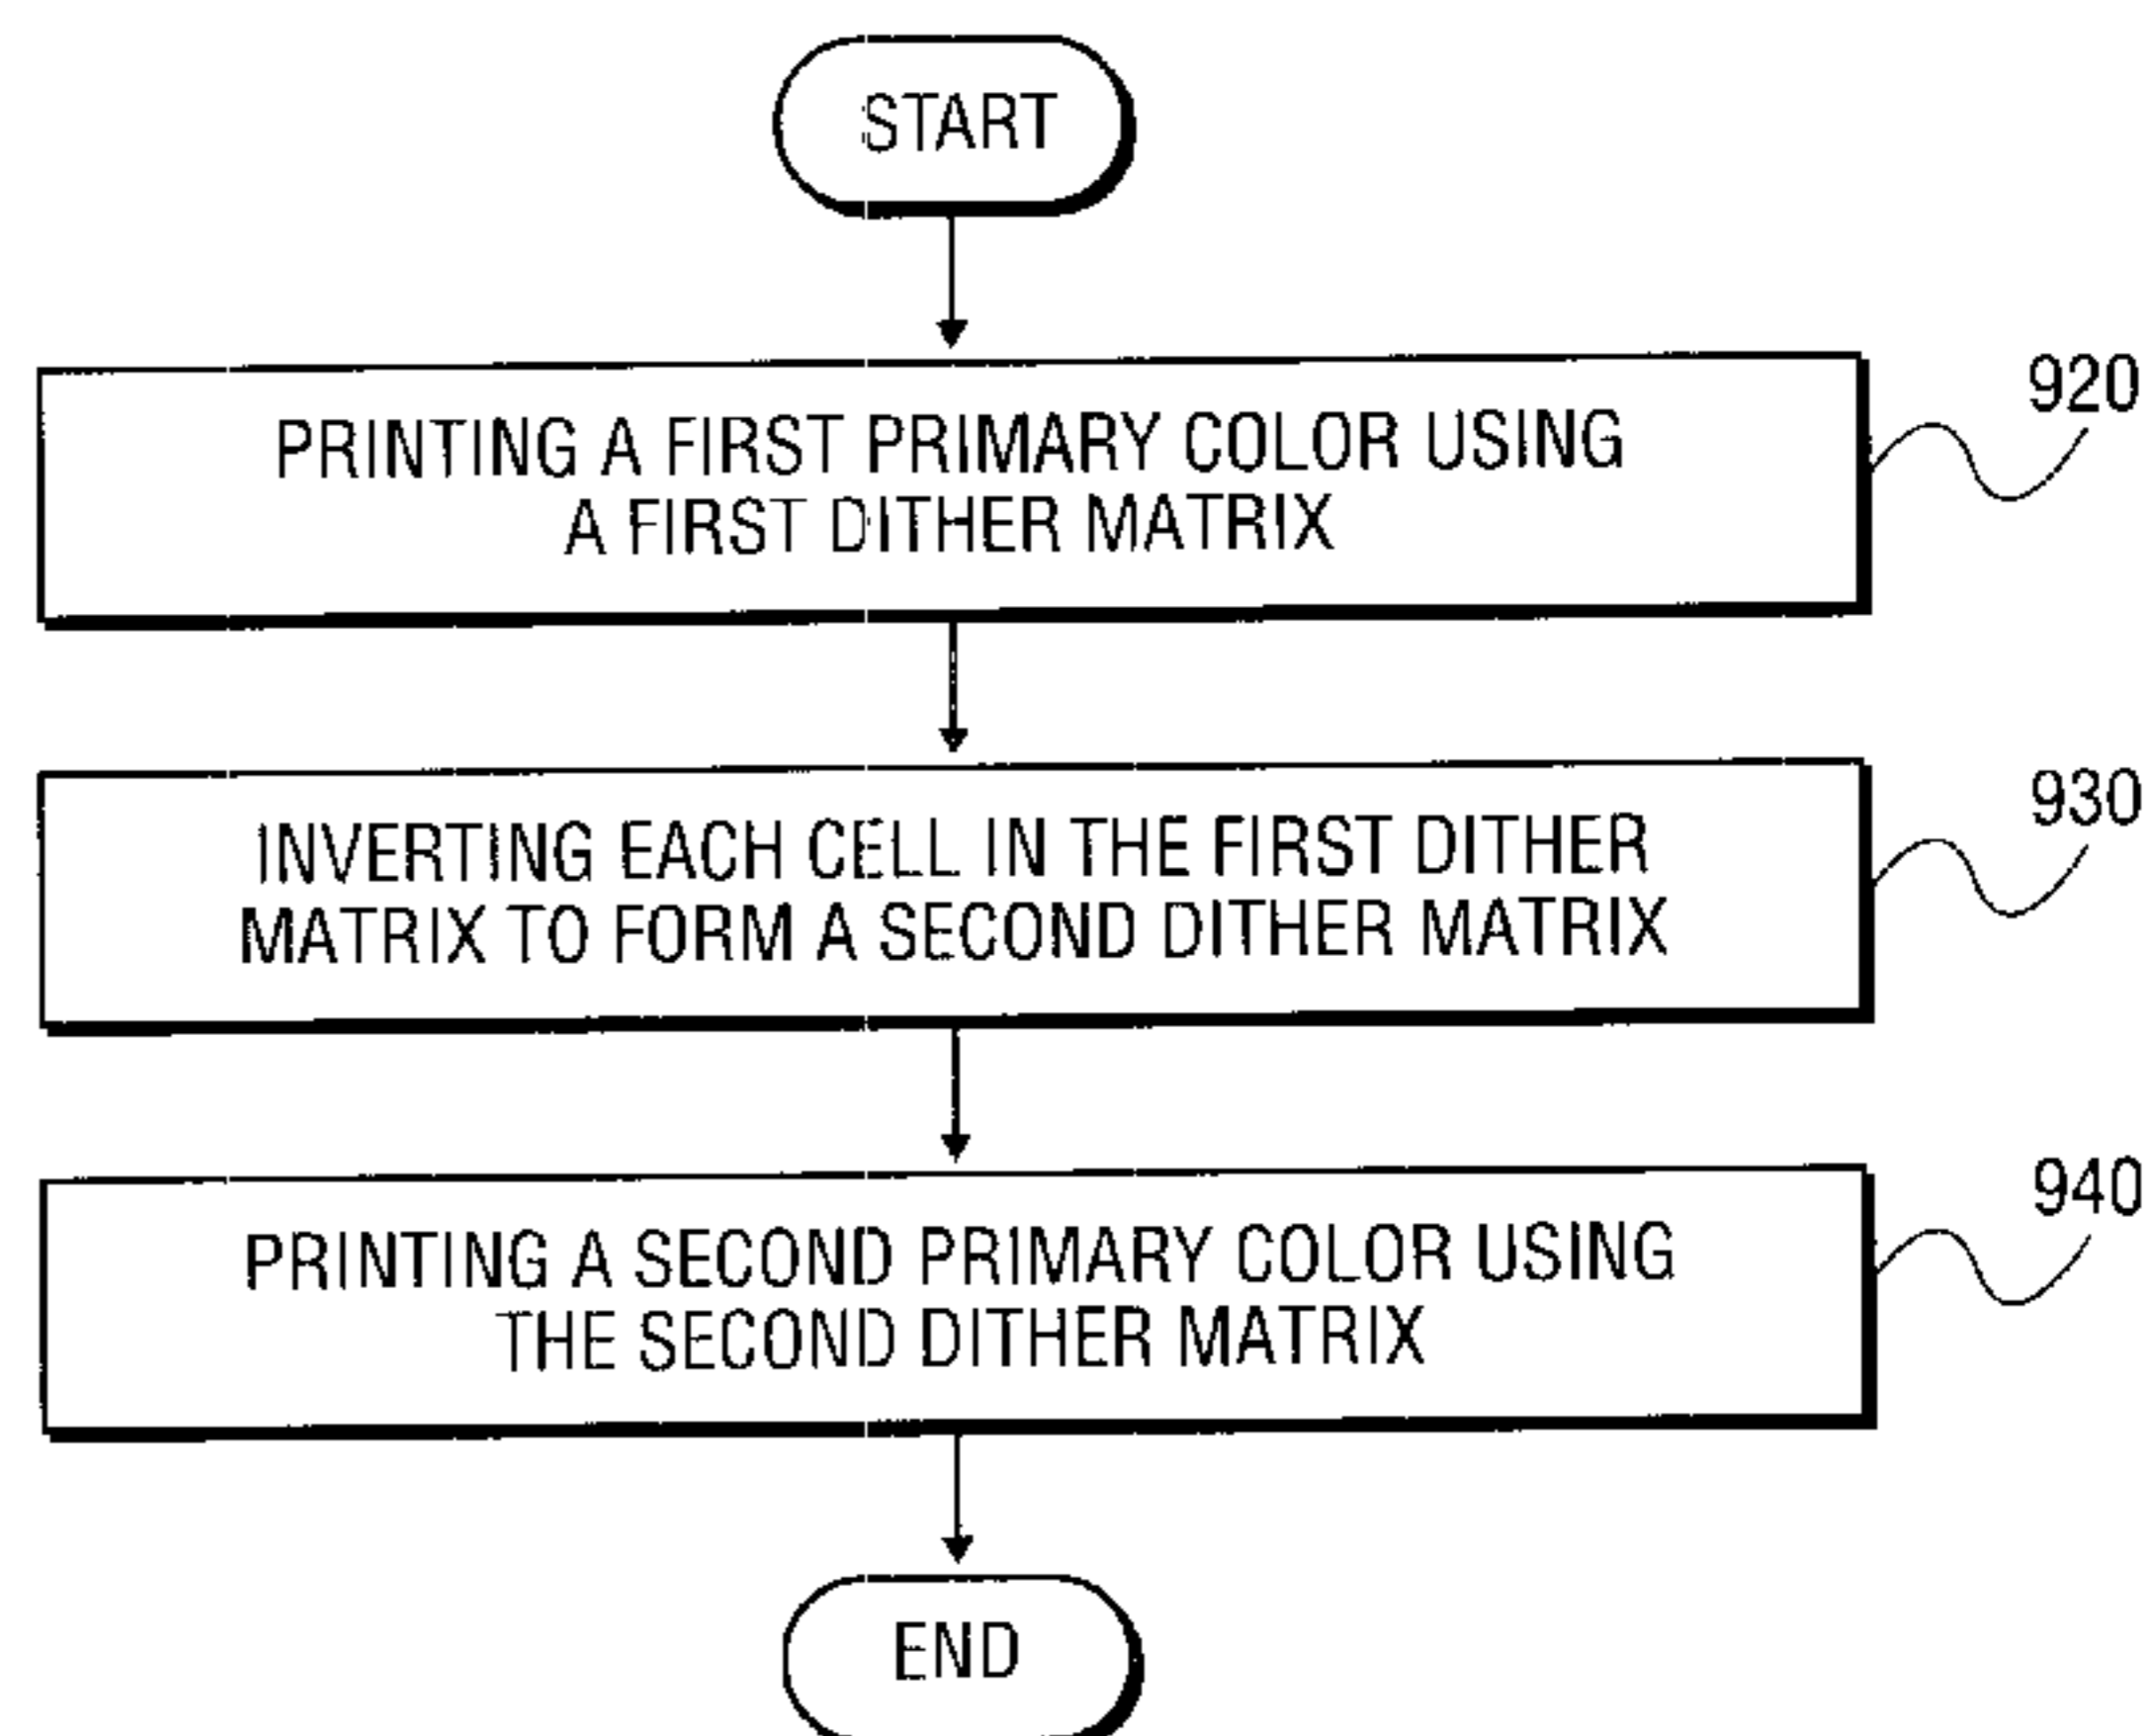 START
920
PRINTING A FIRST PRIMARY COLOR USING
A FIRST DITHER MATRIX
930
INVERTING EACH CELL IN THE FIRST DITHER
MATRIX TO FORM A SECOND DITHER MATRIX
940
PRINTING A SECOND PRIMARY COLOR USING
THE SECOND DITHER MATRIX
END